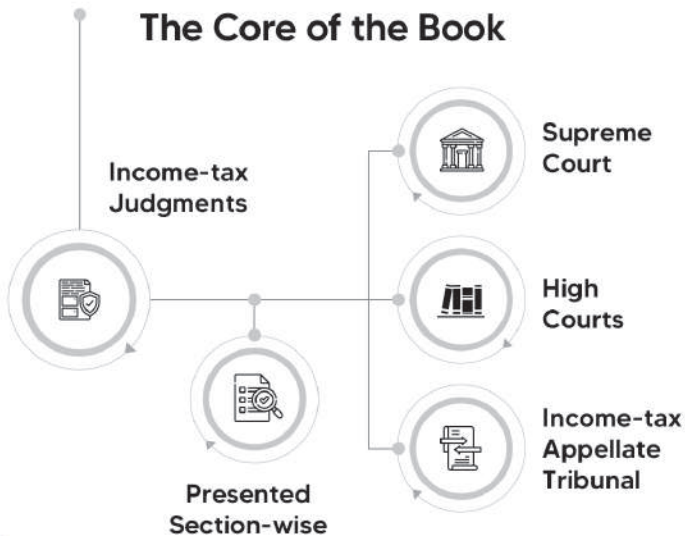 The Core of the Book
Income-tax
Judgments
Supreme
Court
High
Courts
Presented
Section-wise
Income-tax
Appellate
Tribunal